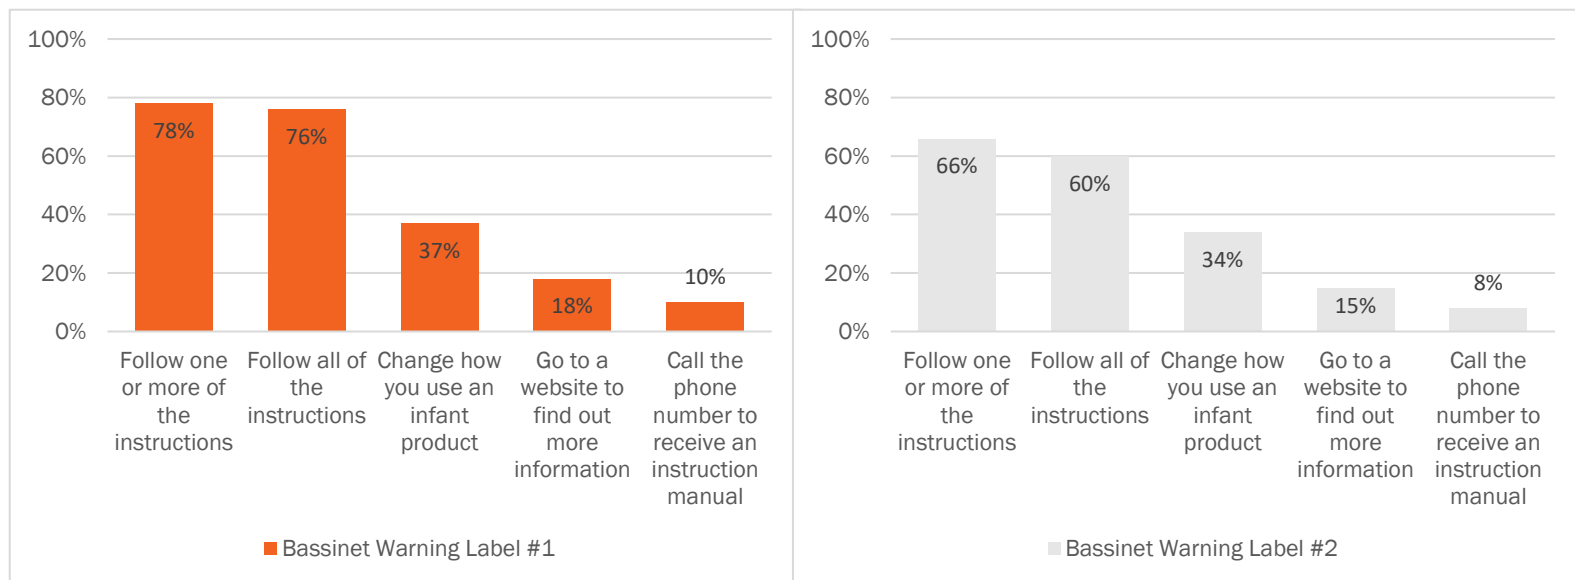 100%
80%
60%
40%
20%
0%
78%
76%
37%
18%
10%
Follow one
or more of
the
instructions
Follow all of
the
instructions
Change how
you use an
infant
product
Go to a
website to
find out
more
information
Call the
phone
number to
receive an
instruction
manual
Bassinet Warning Label #1
100%
80%
60%
40%
20%
0%
66%
60%
34%
15%
8%
Follow one
or more of
the
instructions
Follow all of
the
instructions
Change how
you use an
infant
product
Go to a
website to
find out
more
information
Call the
phone
number to
receive an
instruction
manual
Bassinet Warning Label #2